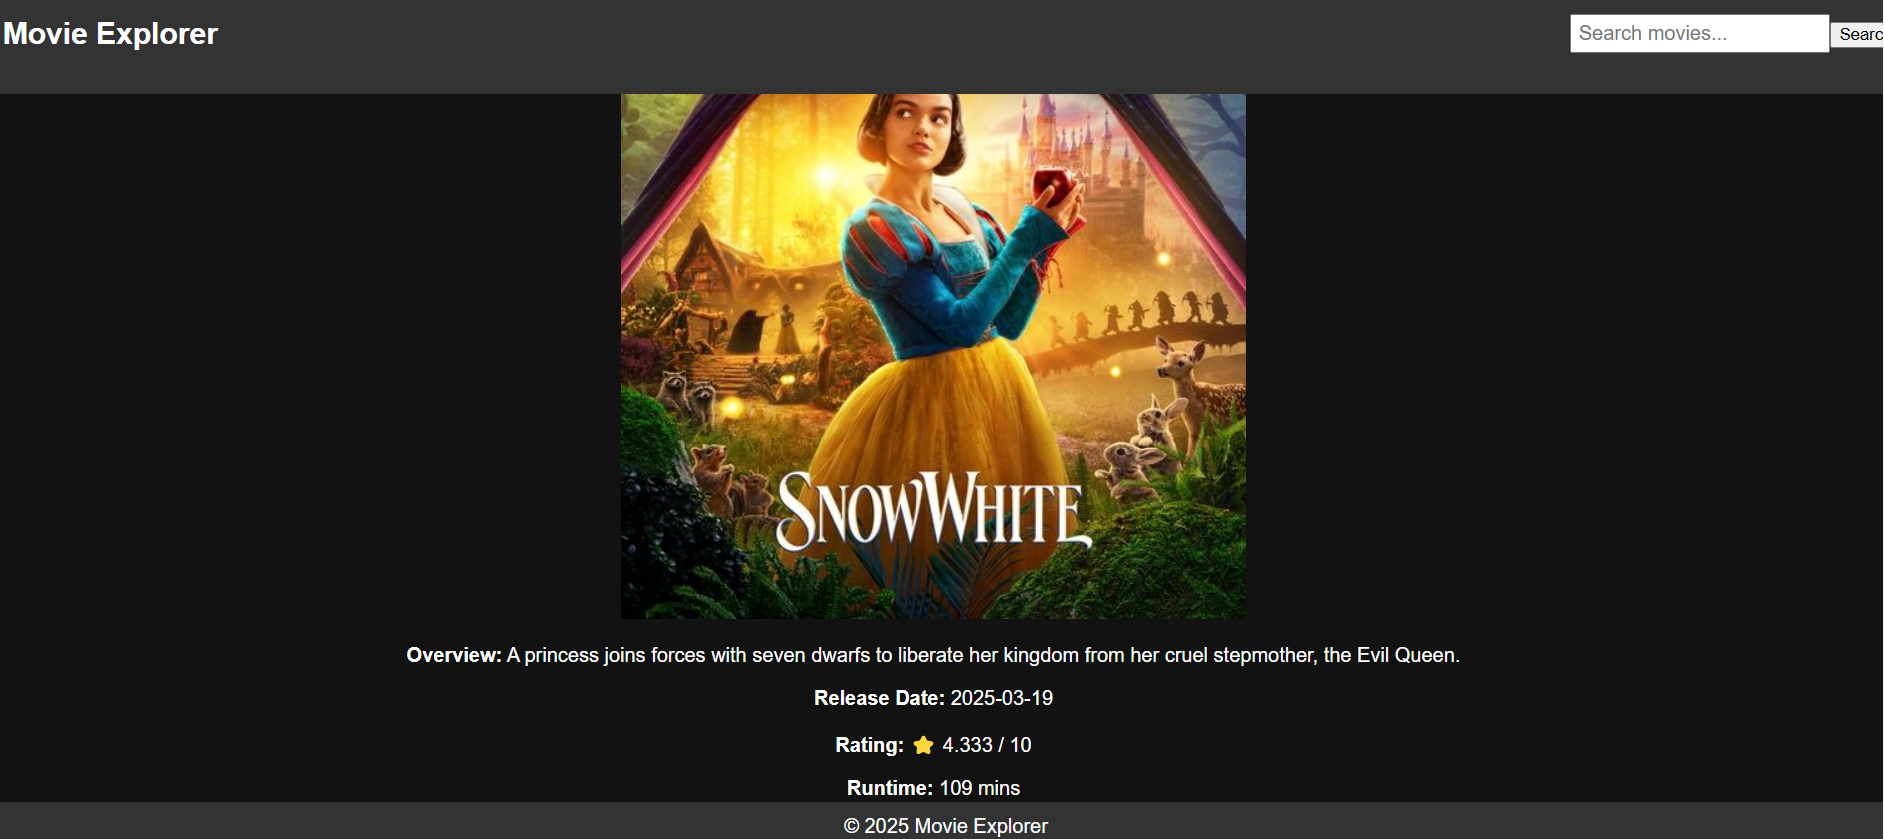 Movie Explorer
Search movies...
Searc
SNOW WHITE
Overview: A princess joins forces with seven dwarfs to liberate her kingdom from her cruel stepmother, the Evil Queen.
Release Date: 2025-03-19
Rating: ⭐ 4.333 / 10
Runtime: 109 mins
© 2025 Movie Explorer